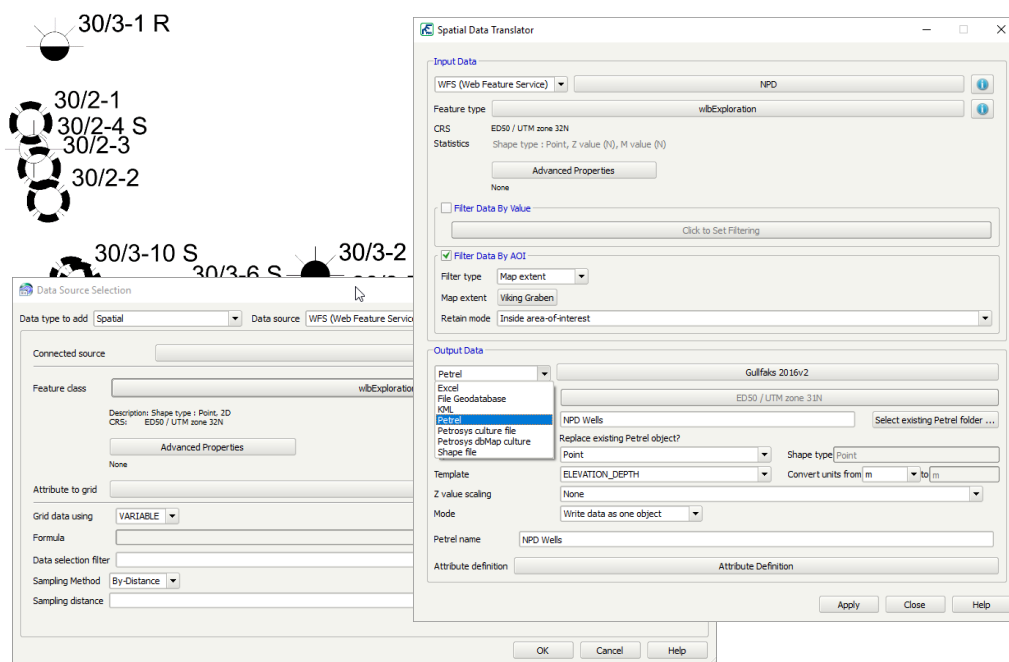 30/3-1 R
30/2-1
30/2-4 S
30/2-3
30/2-2
30/3-10 S
30/3-2
30/3-6 S
Spatial Data Translator
Input Data
WFS (Web Feature Service)
NPD
Feature type
wlbExploration
CRS
ED50 / UTM zone 32N
Statistics
Shape type : Point, Z value (N), M value (N)
Advanced Properties
None
Filter Data By Value
Click to Set Filtering
Filter Data By AOI
Filter type
Map extent
Map extent
Viking Graben
Retain mode
Inside area-of-interest
Output Data
Petrel
Gullfaks 2016v2
Excel
File Geodatabase
KML
Petrel
Petrosys culture file
Petrosys dbMap culture
Shape file
ED50 / UTM zone 31N
NPD Wells
Select existing Petrel folder ...
Replace existing Petrel object?
Point
Shape type
Point
Template
ELEVATION_DEPTH
Convert units from
m
to
m
Z value scaling
None
Mode
Write data as one object
Petrel name
NPD Wells
Attribute definition
Attribute Definition
Apply
Close
Help
Data Source Selection
Data type to add
Spatial
Data source
WFS (Web Feature Servic
Connected source
Feature class
wlbExploration
Description: Shape type : Point, 2D
CRS: ED50 / UTM zone 32N
Advanced Properties
None
Attribute to grid
Grid data using
VARIABLE
Formula
Data selection filter
Sampling Method
By-Distance
Sampling distance
OK
Cancel
Help